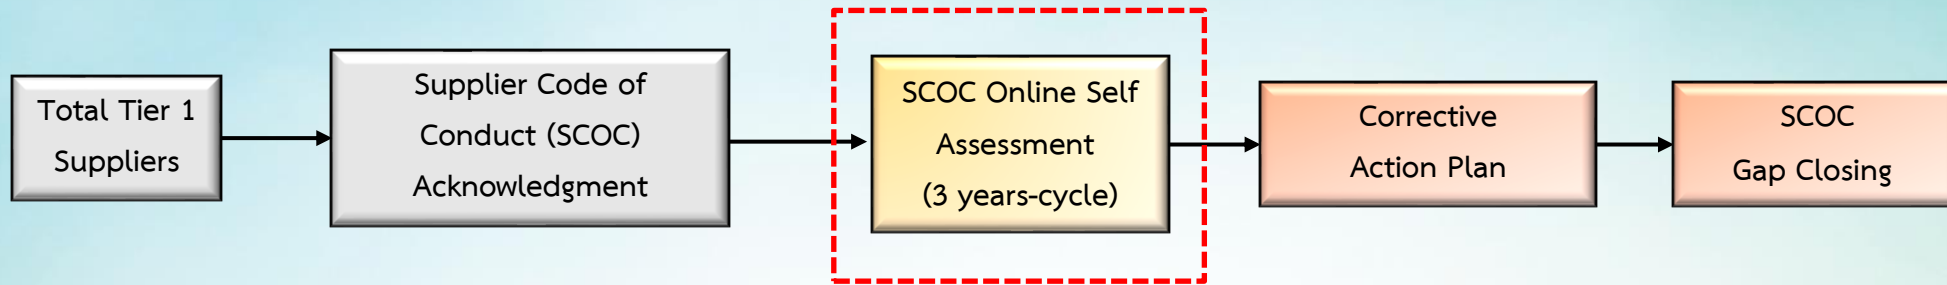 Total Tier 1
Suppliers
Supplier Code of
Conduct (SCOC)
Acknowledgment
SCOC Online Self
Assessment
(3 years-cycle)
Corrective
Action Plan
SCOC
Gap Closing